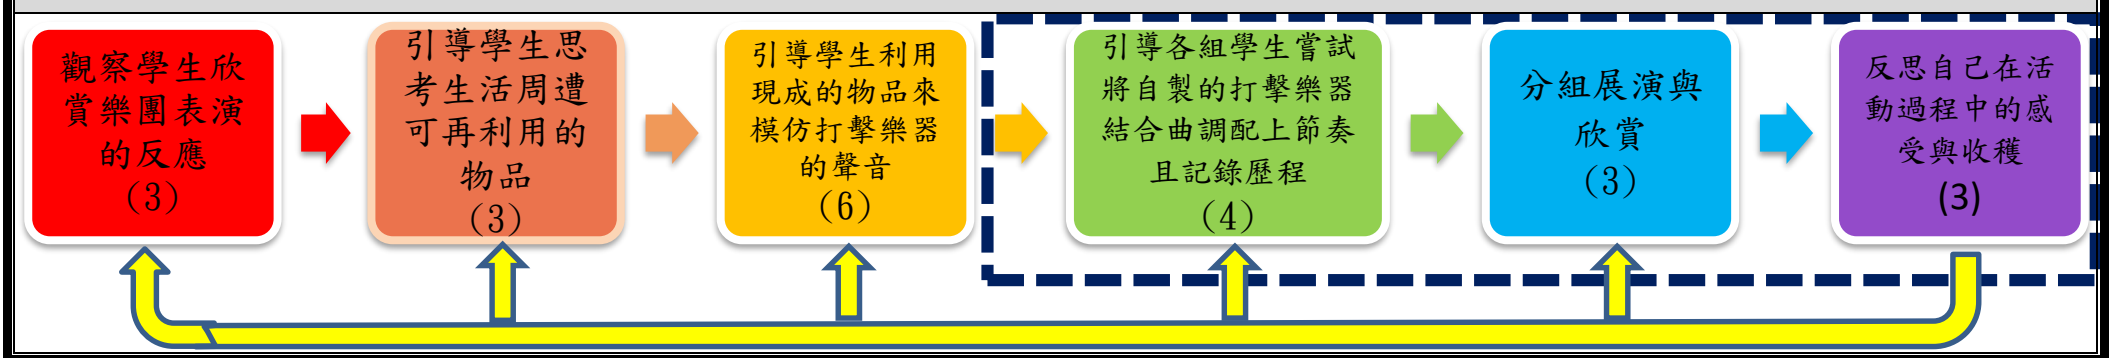 觀察學生欣
賞樂團表演
的反應
(3)
引導學生思
考生活周遭
可再利用的
物品
(3)
引導學生利用
現成的物品來
模仿打擊樂器
的聲音
(6)
引導各組學生嘗試
將自製的打擊樂器
結合曲調配上節奏
且記錄歷程
(4)
分組展演與
欣賞
(3)
反思自己在活
動過程中的感
受與收穫
(3)